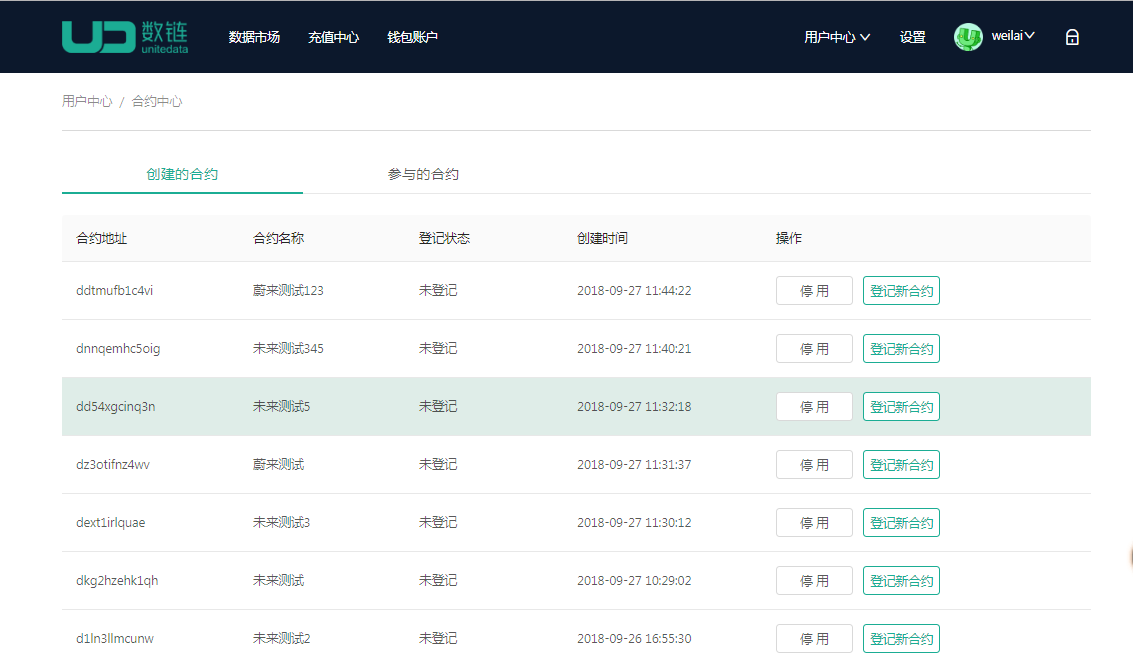 数链
unitedata
数据市场 充值中心 钱包账户 用户中心 设置 weilai
用户中心 / 合约中心
创建的合约 参与的合约
合约地址 合约名称 登记状态 创建时间 操作
ddtmufb1c4vi 蔚来测试123 未登记 2018-09-27 11:44:22 停 用 登记新合约
dnnqemhc5oig 未来测试345 未登记 2018-09-27 11:40:21 停 用 登记新合约
dd54xgcinq3n 未来测试5 未登记 2018-09-27 11:32:18 停 用 登记新合约
dz3otifnz4wv 蔚来测试 未登记 2018-09-27 11:31:37 停 用 登记新合约
dext1irlquae 未来测试3 未登记 2018-09-27 11:30:12 停 用 登记新合约
dkg2hzehk1qh 未来测试 未登记 2018-09-27 10:29:02 停 用 登记新合约
d1ln3llmcunw 未来测试2 未登记 2018-09-26 16:55:30 停 用 登记新合约